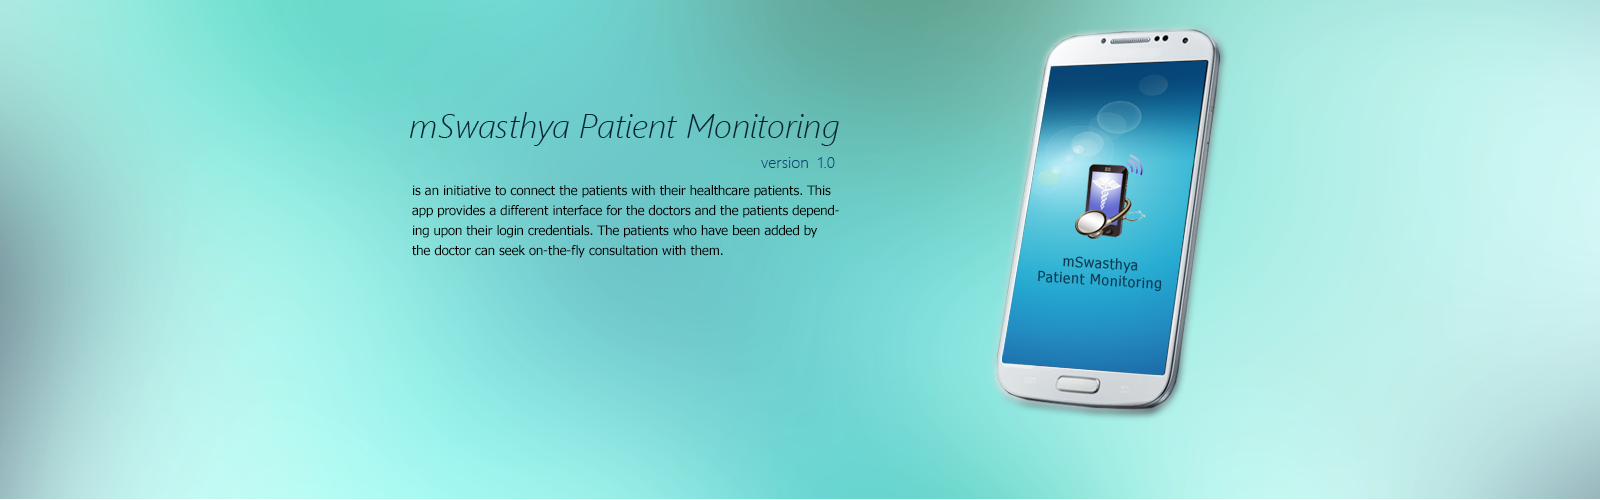 mSwasthya Patient Monitoring
version 1.0
is an initiative to connect the patients with their healthcare patients. This
app provides a different interface for the doctors and the patients depend-
ing upon their login credentials. The patients who have been added by
the doctor can seek on-the-fly consultation with them.
mSwasthya
Patient Monitoring